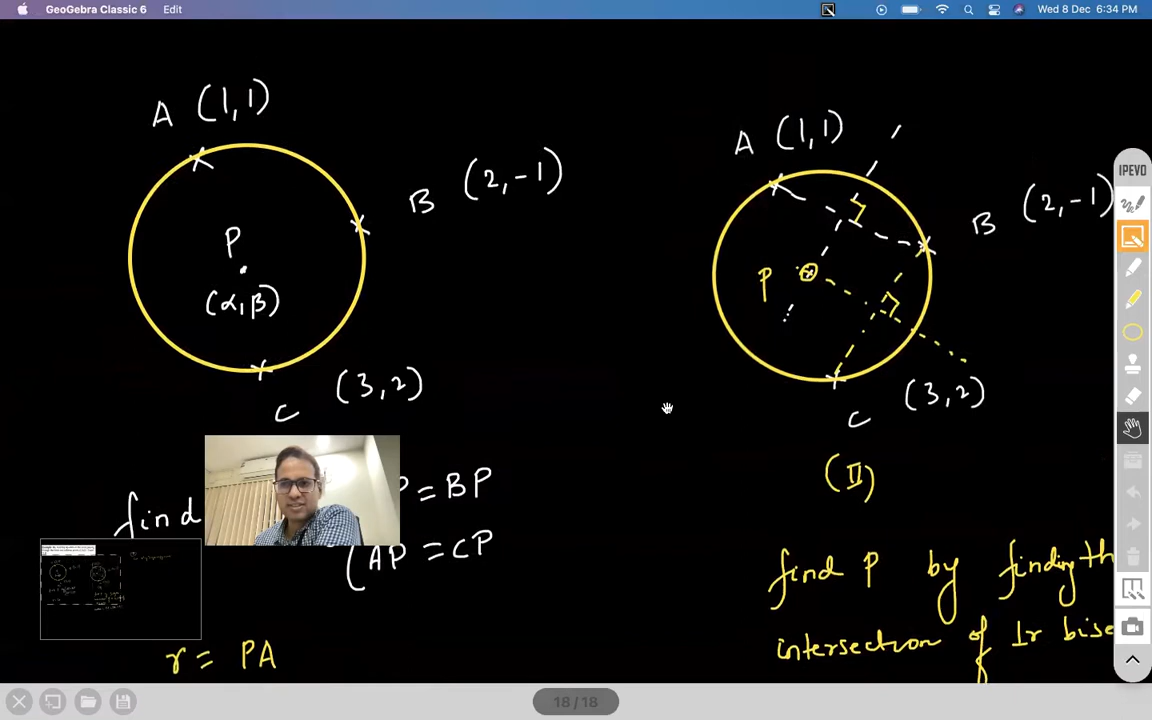 GeoGebra Classic 6 Edit
Wed 8 Dec 6:34 PM
A (1,1)
B (2,-1)
P
(α,β)
C (3,2)
find
P = BP
(AP = CP
r = PA
A (1,1)
B (2,-1)
P
C (3,2)
(II)
find P by finding th
intersection of ⊥r bise
IPEVO
18 / 18